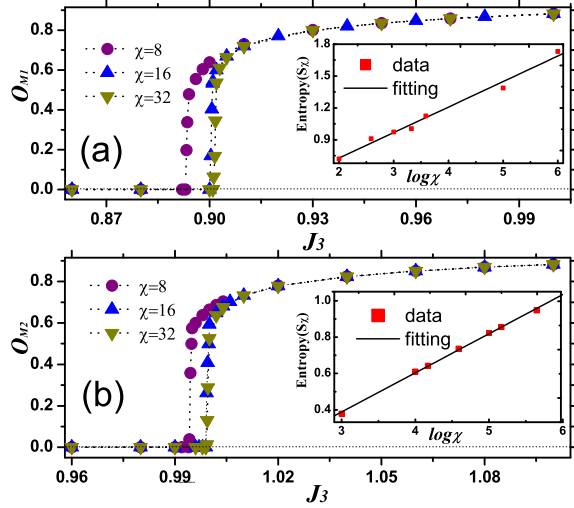 0.8
0.6
0.4
0.2
0.0
O_{M1}
χ=8
χ=16
χ=32
(a)
1.8
1.5
1.2
0.9
Entropy(Sχ)
data
fitting
2 3 4 5 6
logχ
0.87 0.90 0.93 0.96 0.99
J_3
0.8
0.6
0.4
0.2
0.0
O_{M2}
χ=8
χ=16
χ=32
(b)
1.0
0.8
0.6
0.4
Entropy(Sχ)
data
fitting
3 4 5 6
logχ
0.96 0.99 1.02 1.05 1.08
J_3